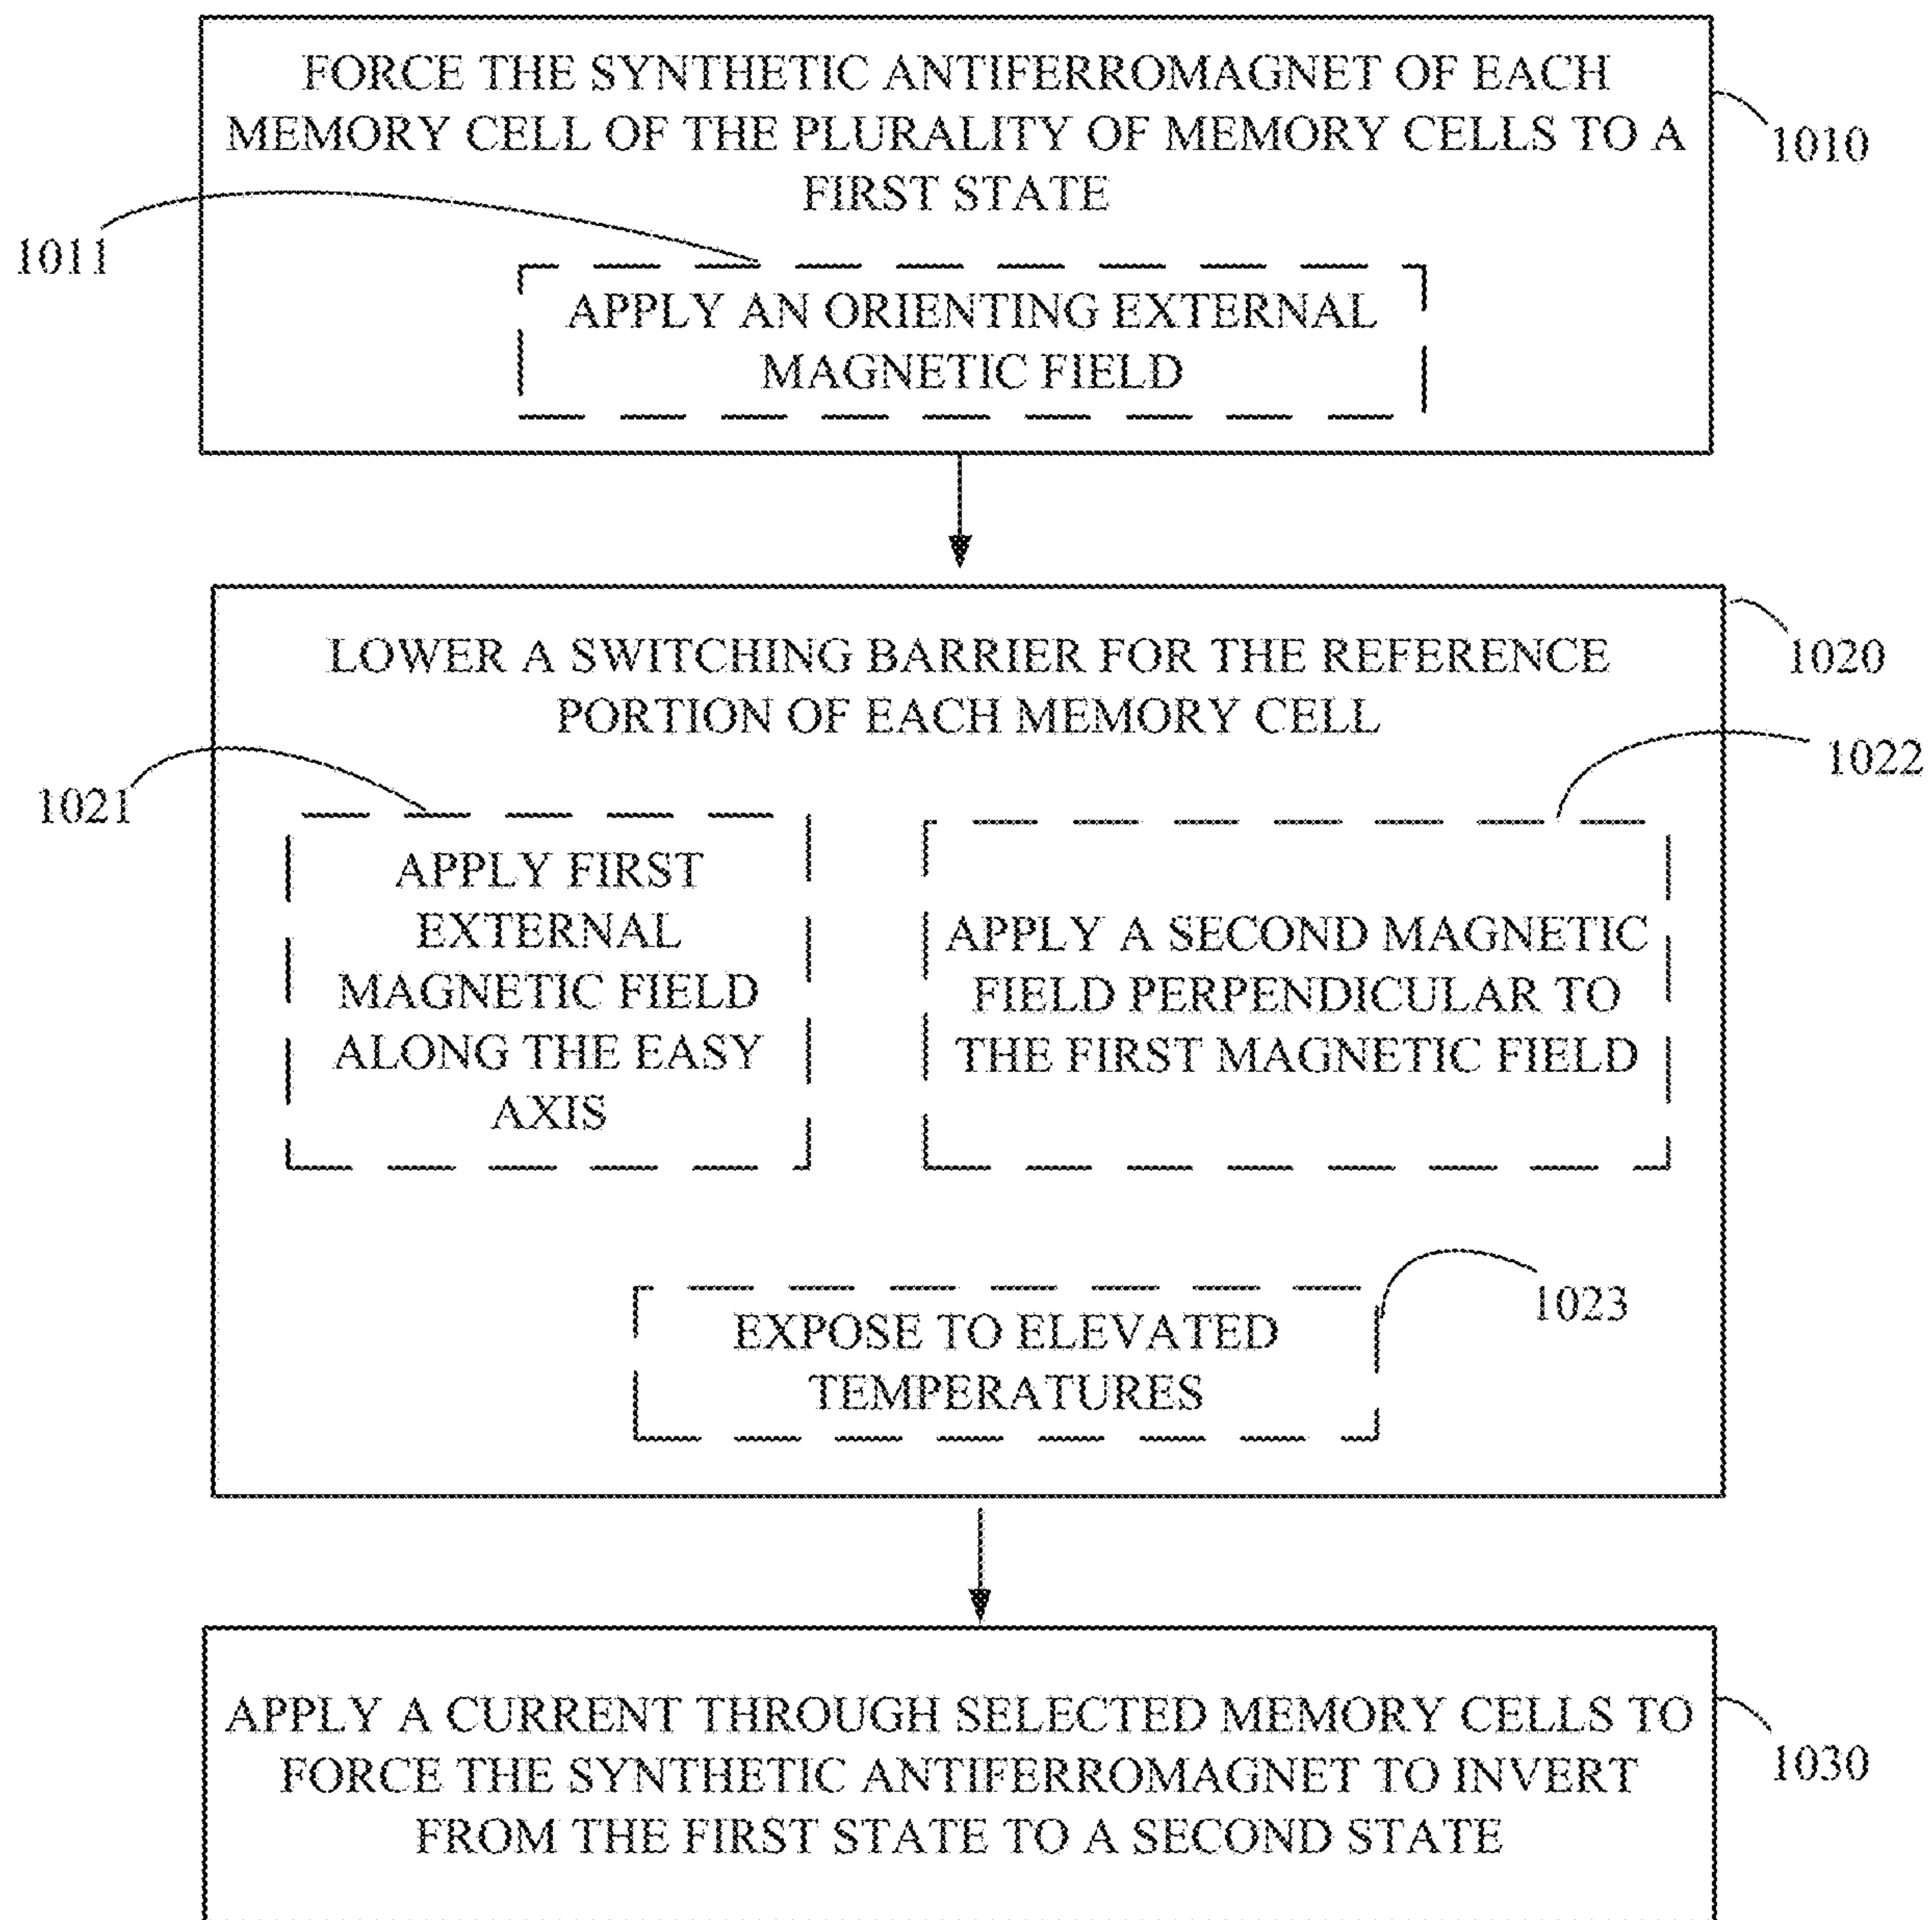 FORCE THE SYNTHETIC ANTIFERROMAGNET OF EACH
MEMORY CELL OF THE PLURALITY OF MEMORY CELLS TO A
FIRST STATE
1010
1011
APPLY AN ORIENTING EXTERNAL
MAGNETIC FIELD
LOWER A SWITCHING BARRIER FOR THE REFERENCE
PORTION OF EACH MEMORY CELL
1020
1021
1022
APPLY FIRST
EXTERNAL
MAGNETIC FIELD
ALONG THE EASY
AXIS
APPLY A SECOND MAGNETIC
FIELD PERPENDICULAR TO
THE FIRST MAGNETIC FIELD
EXPOSE TO ELEVATED
TEMPERATURES
1023
APPLY A CURRENT THROUGH SELECTED MEMORY CELLS TO
FORCE THE SYNTHETIC ANTIFERROMAGNET TO INVERT
FROM THE FIRST STATE TO A SECOND STATE
1030